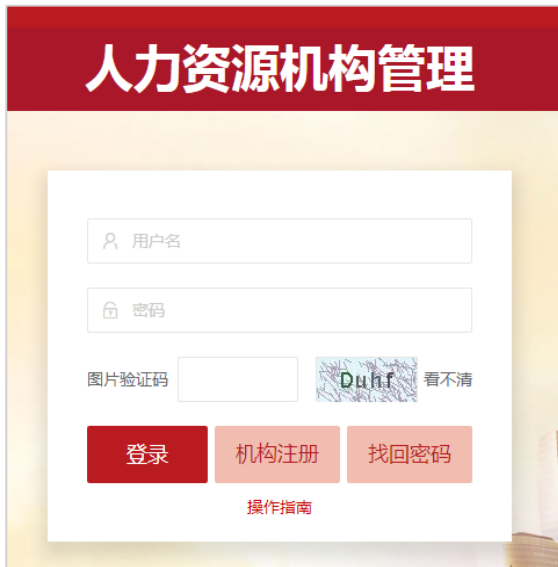 人力资源机构管理
用户名
密码
图片验证码 Duhf 看不清
登录 机构注册 找回密码
操作指南